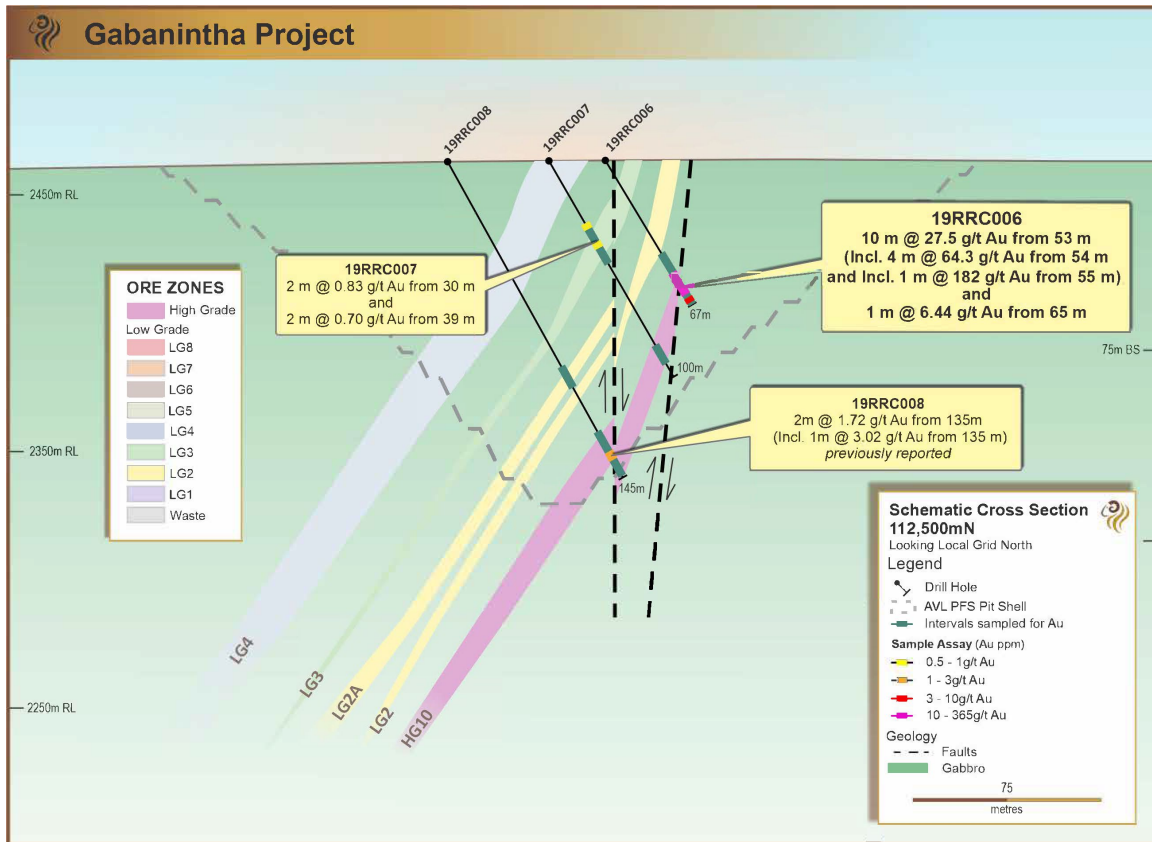 Gabanintha Project
19RRC008
19RRC007
19RRC006
2450m RL
2350m RL
2250m RL
75m BS
19RRC006
10 m @ 27.5 g/t Au from 53 m
(Incl. 4 m @ 64.3 g/t Au from 54 m
and Incl. 1 m @ 182 g/t Au from 55 m)
and
1 m @ 6.44 g/t Au from 65 m
19RRC007
2 m @ 0.83 g/t Au from 30 m
and
2 m @ 0.70 g/t Au from 39 m
19RRC008
2m @ 1.72 g/t Au from 135m
(Incl. 1m @ 3.02 g/t Au from 135 m)
previously reported
67m
100m
145m
ORE ZONES
High Grade
Low Grade
LG8
LG7
LG6
LG5
LG4
LG3
LG2
LG1
Waste
LG4
LG3
LG2A
LG2
HG10
Schematic Cross Section
112,500mN
Looking Local Grid North
Legend
Drill Hole
AVL PFS Pit Shell
Intervals sampled for Au
Sample Assay (Au ppm)
0.5 - 1g/t Au
1 - 3g/t Au
3 - 10g/t Au
10 - 365g/t Au
Geology
Faults
Gabbro
75
metres